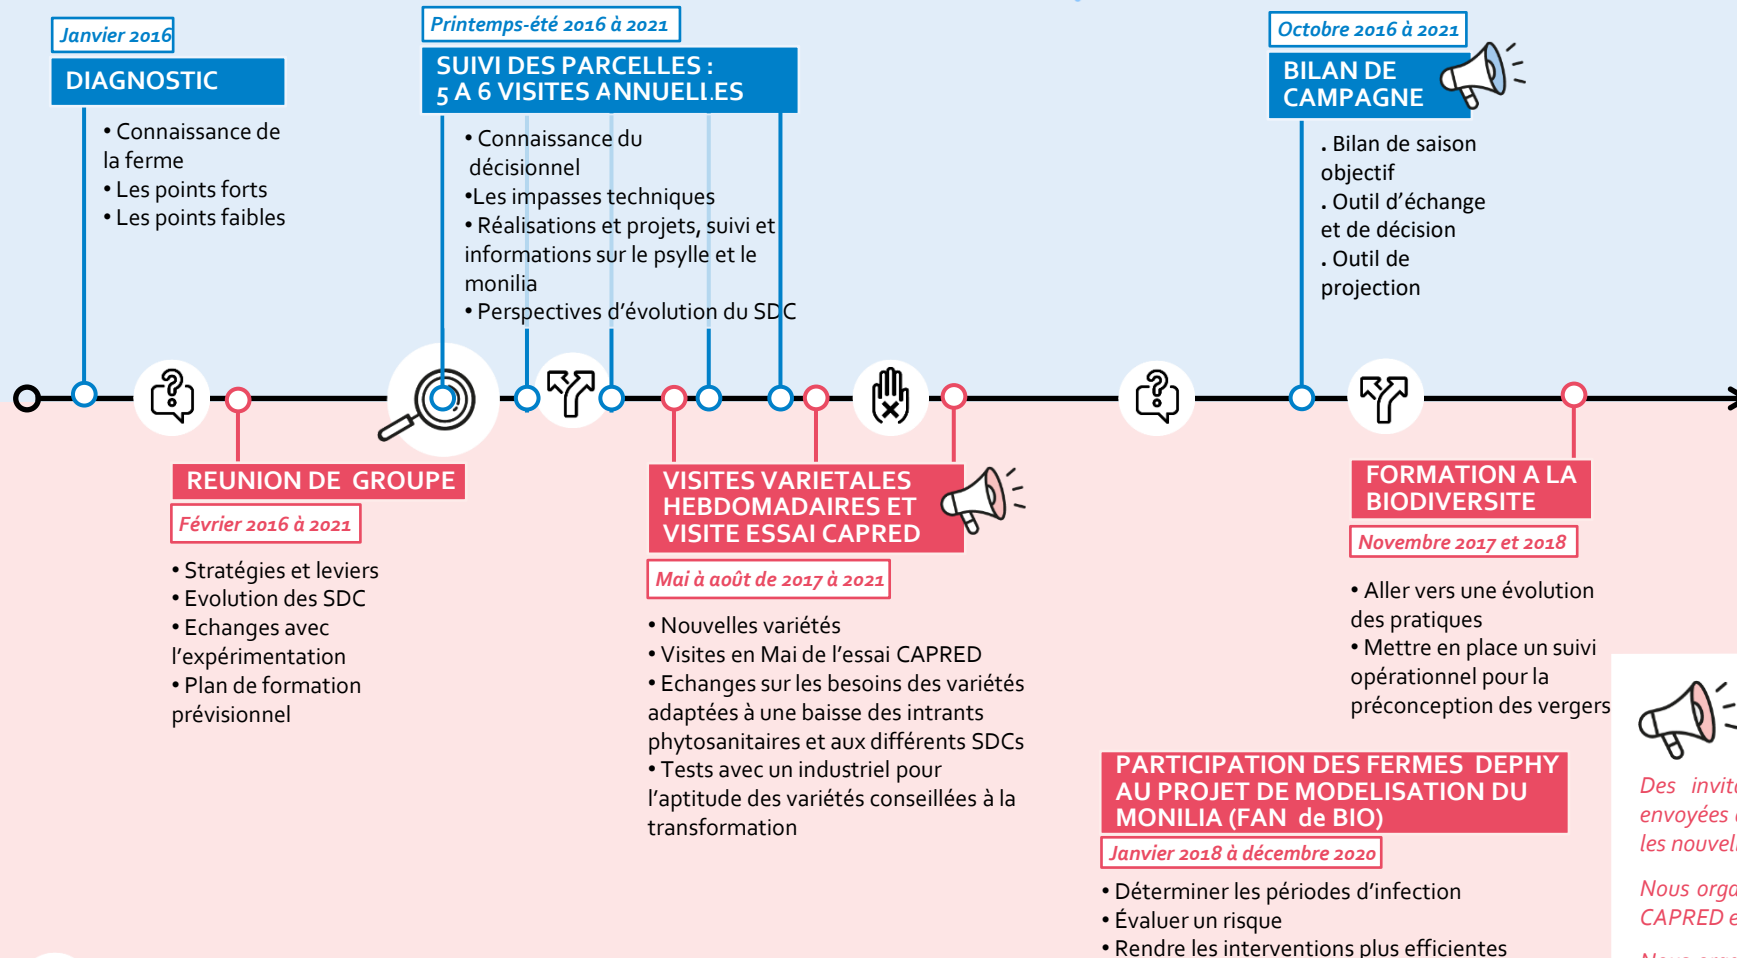 Janvier 2016
DIAGNOSTIC
• Connaissance de
la ferme
• Les points forts
• Les points faibles
Printemps-été 2016 à 2021
SUIVI DES PARCELLES :
5 A 6 VISITES ANNUELLES
• Connaissance du
décisionnel
•Les impasses techniques
• Réalisations et projets, suivi et
informations sur le psylle et le
monilia
• Perspectives d'évolution du SDC
Octobre 2016 à 2021
BILAN DE
CAMPAGNE
. Bilan de saison
objectif
. Outil d'échange
et de décision
. Outil de
projection
REUNION DE GROUPE
Février 2016 à 2021
• Stratégies et leviers
• Evolution des SDC
• Echanges avec
l'expérimentation
• Plan de formation
prévisionnel
VISITES VARIETALES
HEBDOMADAIRES ET
VISITE ESSAI CAPRED
Mai à août de 2017 à 2021
• Nouvelles variétés
• Visites en Mai de l'essai CAPRED
• Echanges sur les besoins des variétés
adaptées à une baisse des intrants
phytosanitaires et aux différents SDCs
• Tests avec un industriel pour
l'aptitude des variétés conseillées à la
transformation
FORMATION A LA
BIODIVERSITE
Novembre 2017 et 2018
• Aller vers une évolution
des pratiques
• Mettre en place un suivi
opérationnel pour la
préconception des vergers
PARTICIPATION DES FERMES DEPHY
AU PROJET DE MODELISATION DU
MONILIA (FAN de BIO)
Janvier 2018 à décembre 2020
• Déterminer les périodes d'infection
• Évaluer un risque
• Rendre les interventions plus efficientes
Des
envoyées
les
Nous
CAPRED